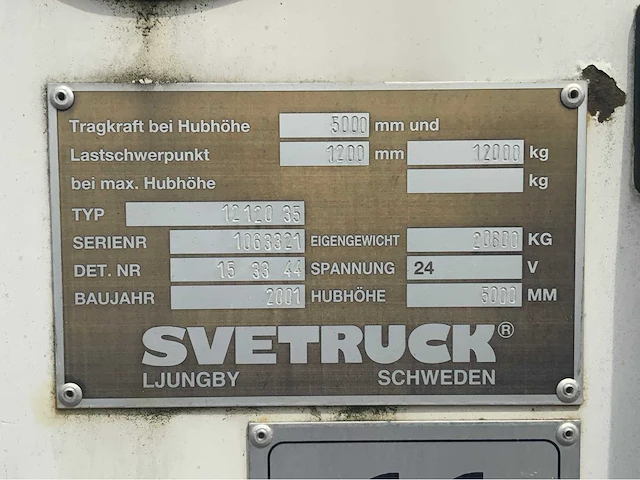 Tragkraft bei Hubhöhe 5000 mm und
Lastschwerpunkt 1200 mm 12000 kg
bei max. Hubhöhe kg
TYP 12120 35
SERIENR 1063321 EIGENGEWICHT 20600 KG
DET. NR 15 33 44 SPANNUNG 24 V
BAUJAHR 2001 HUBHÖHE 5000 MM
SVETRUCK®
LJUNGBY SCHWEDEN